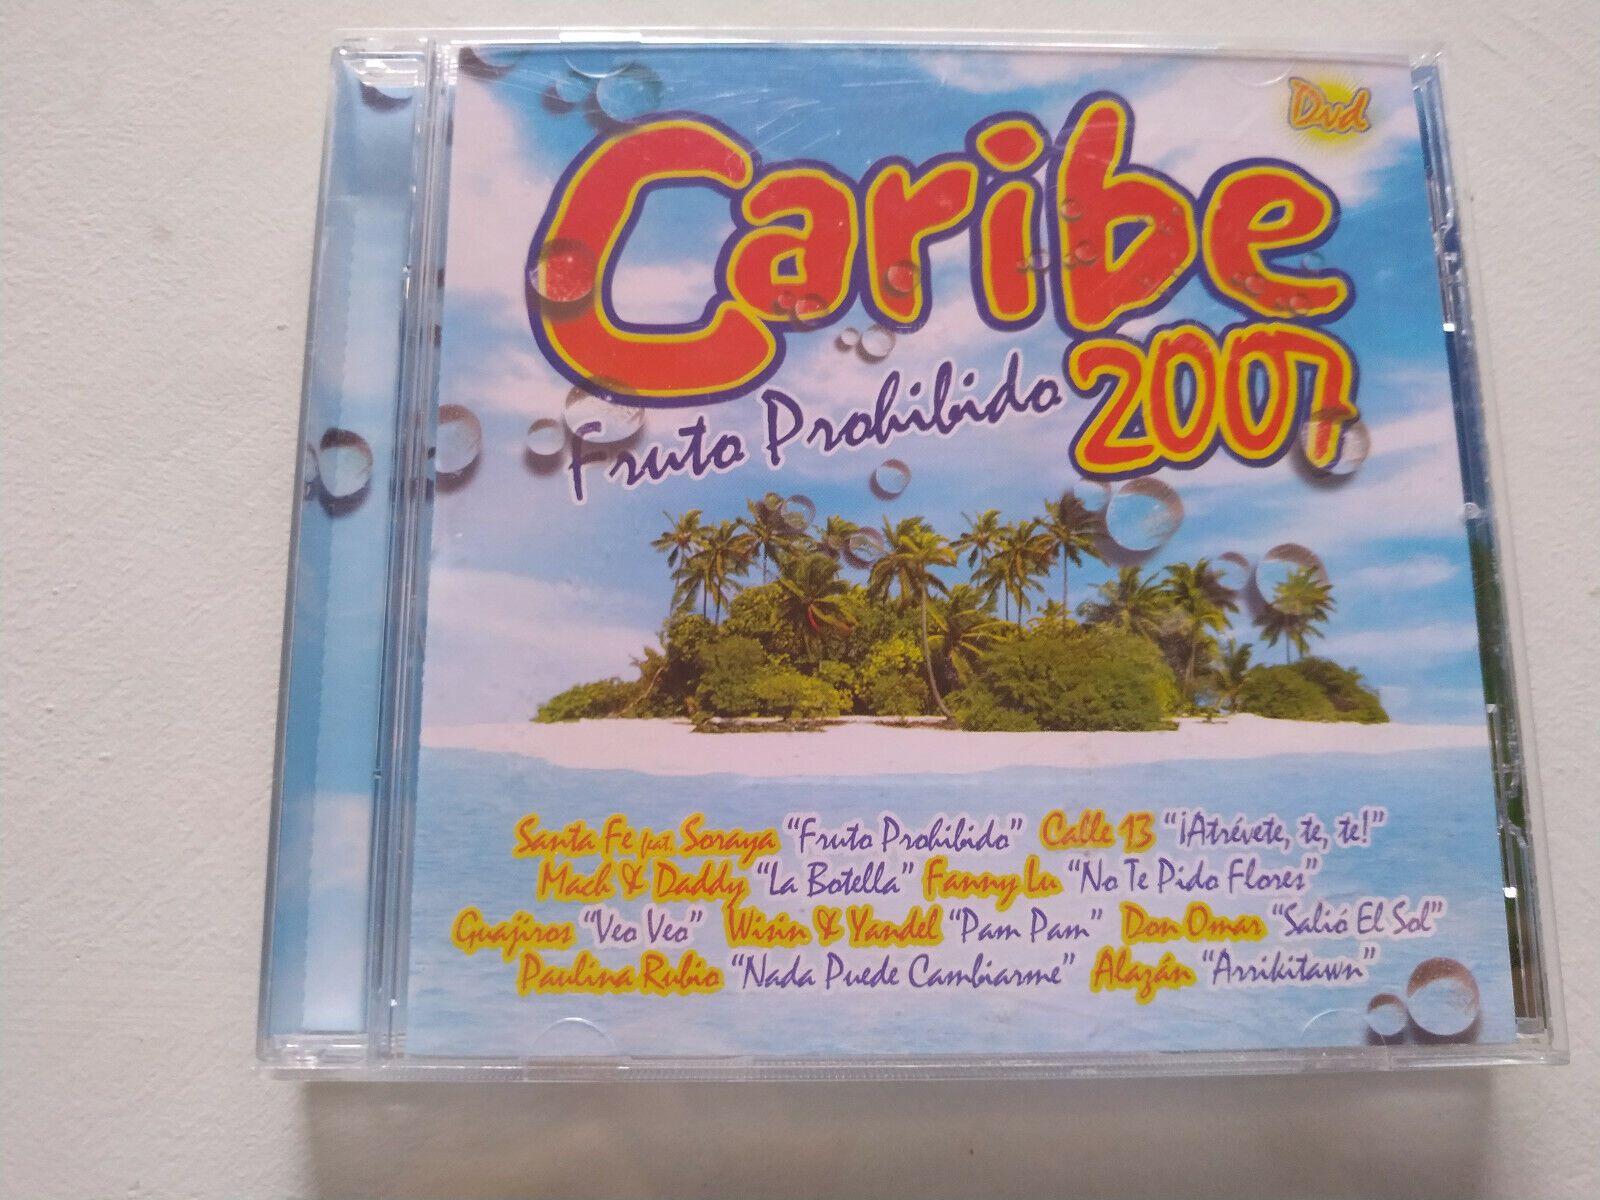 Dvd
Caribe
2007
Fruto Prohibido
Santa Fe feat. Soraya “Fruto Prohibido” Calle 13 “¡Atrévete, te, te!”
Mach & Daddy “La Botella” Fanny Lu “No Te Pido Flores”
Guajiros “Veo Veo” Wisin & Yandel “Pam Pam” Don Omar “Salió El Sol”
Paulina Rubio “Nada Puede Cambiarme” Alazán “Arrikitawn”